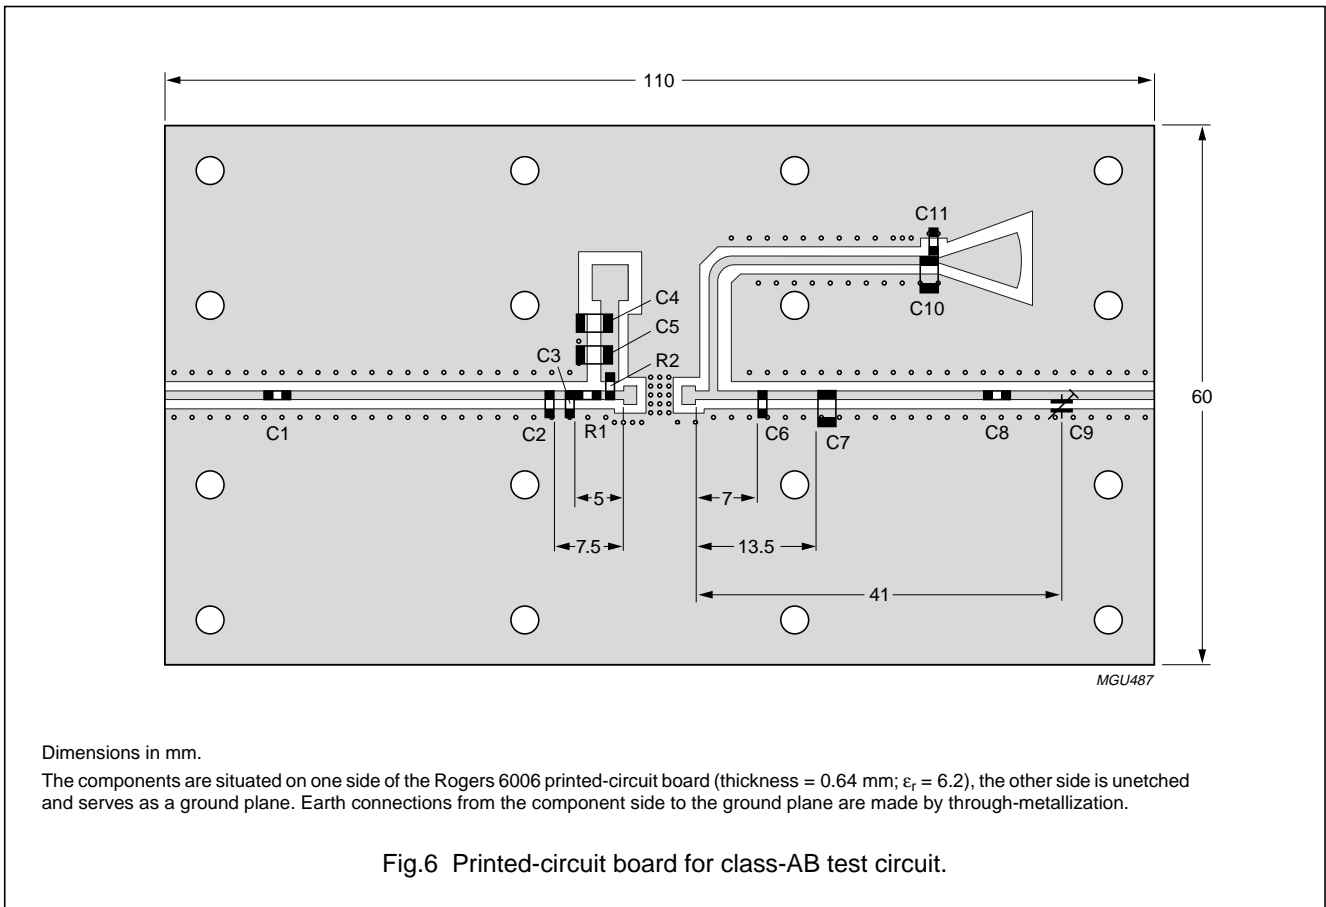 110
C11
C10
C4
C5
C3
R2
60
C1
C2
R1
C6
C7
C8
C9
5
7
7.5
13.5
41
MGU487
Dimensions in mm.
The components are situated on one side of the Rogers 6006 printed-circuit board (thickness = 0.64 mm; εr = 6.2), the other side is unetched
and serves as a ground plane. Earth connections from the component side to the ground plane are made by through-metallization.
Fig.6 Printed-circuit board for class-AB test circuit.